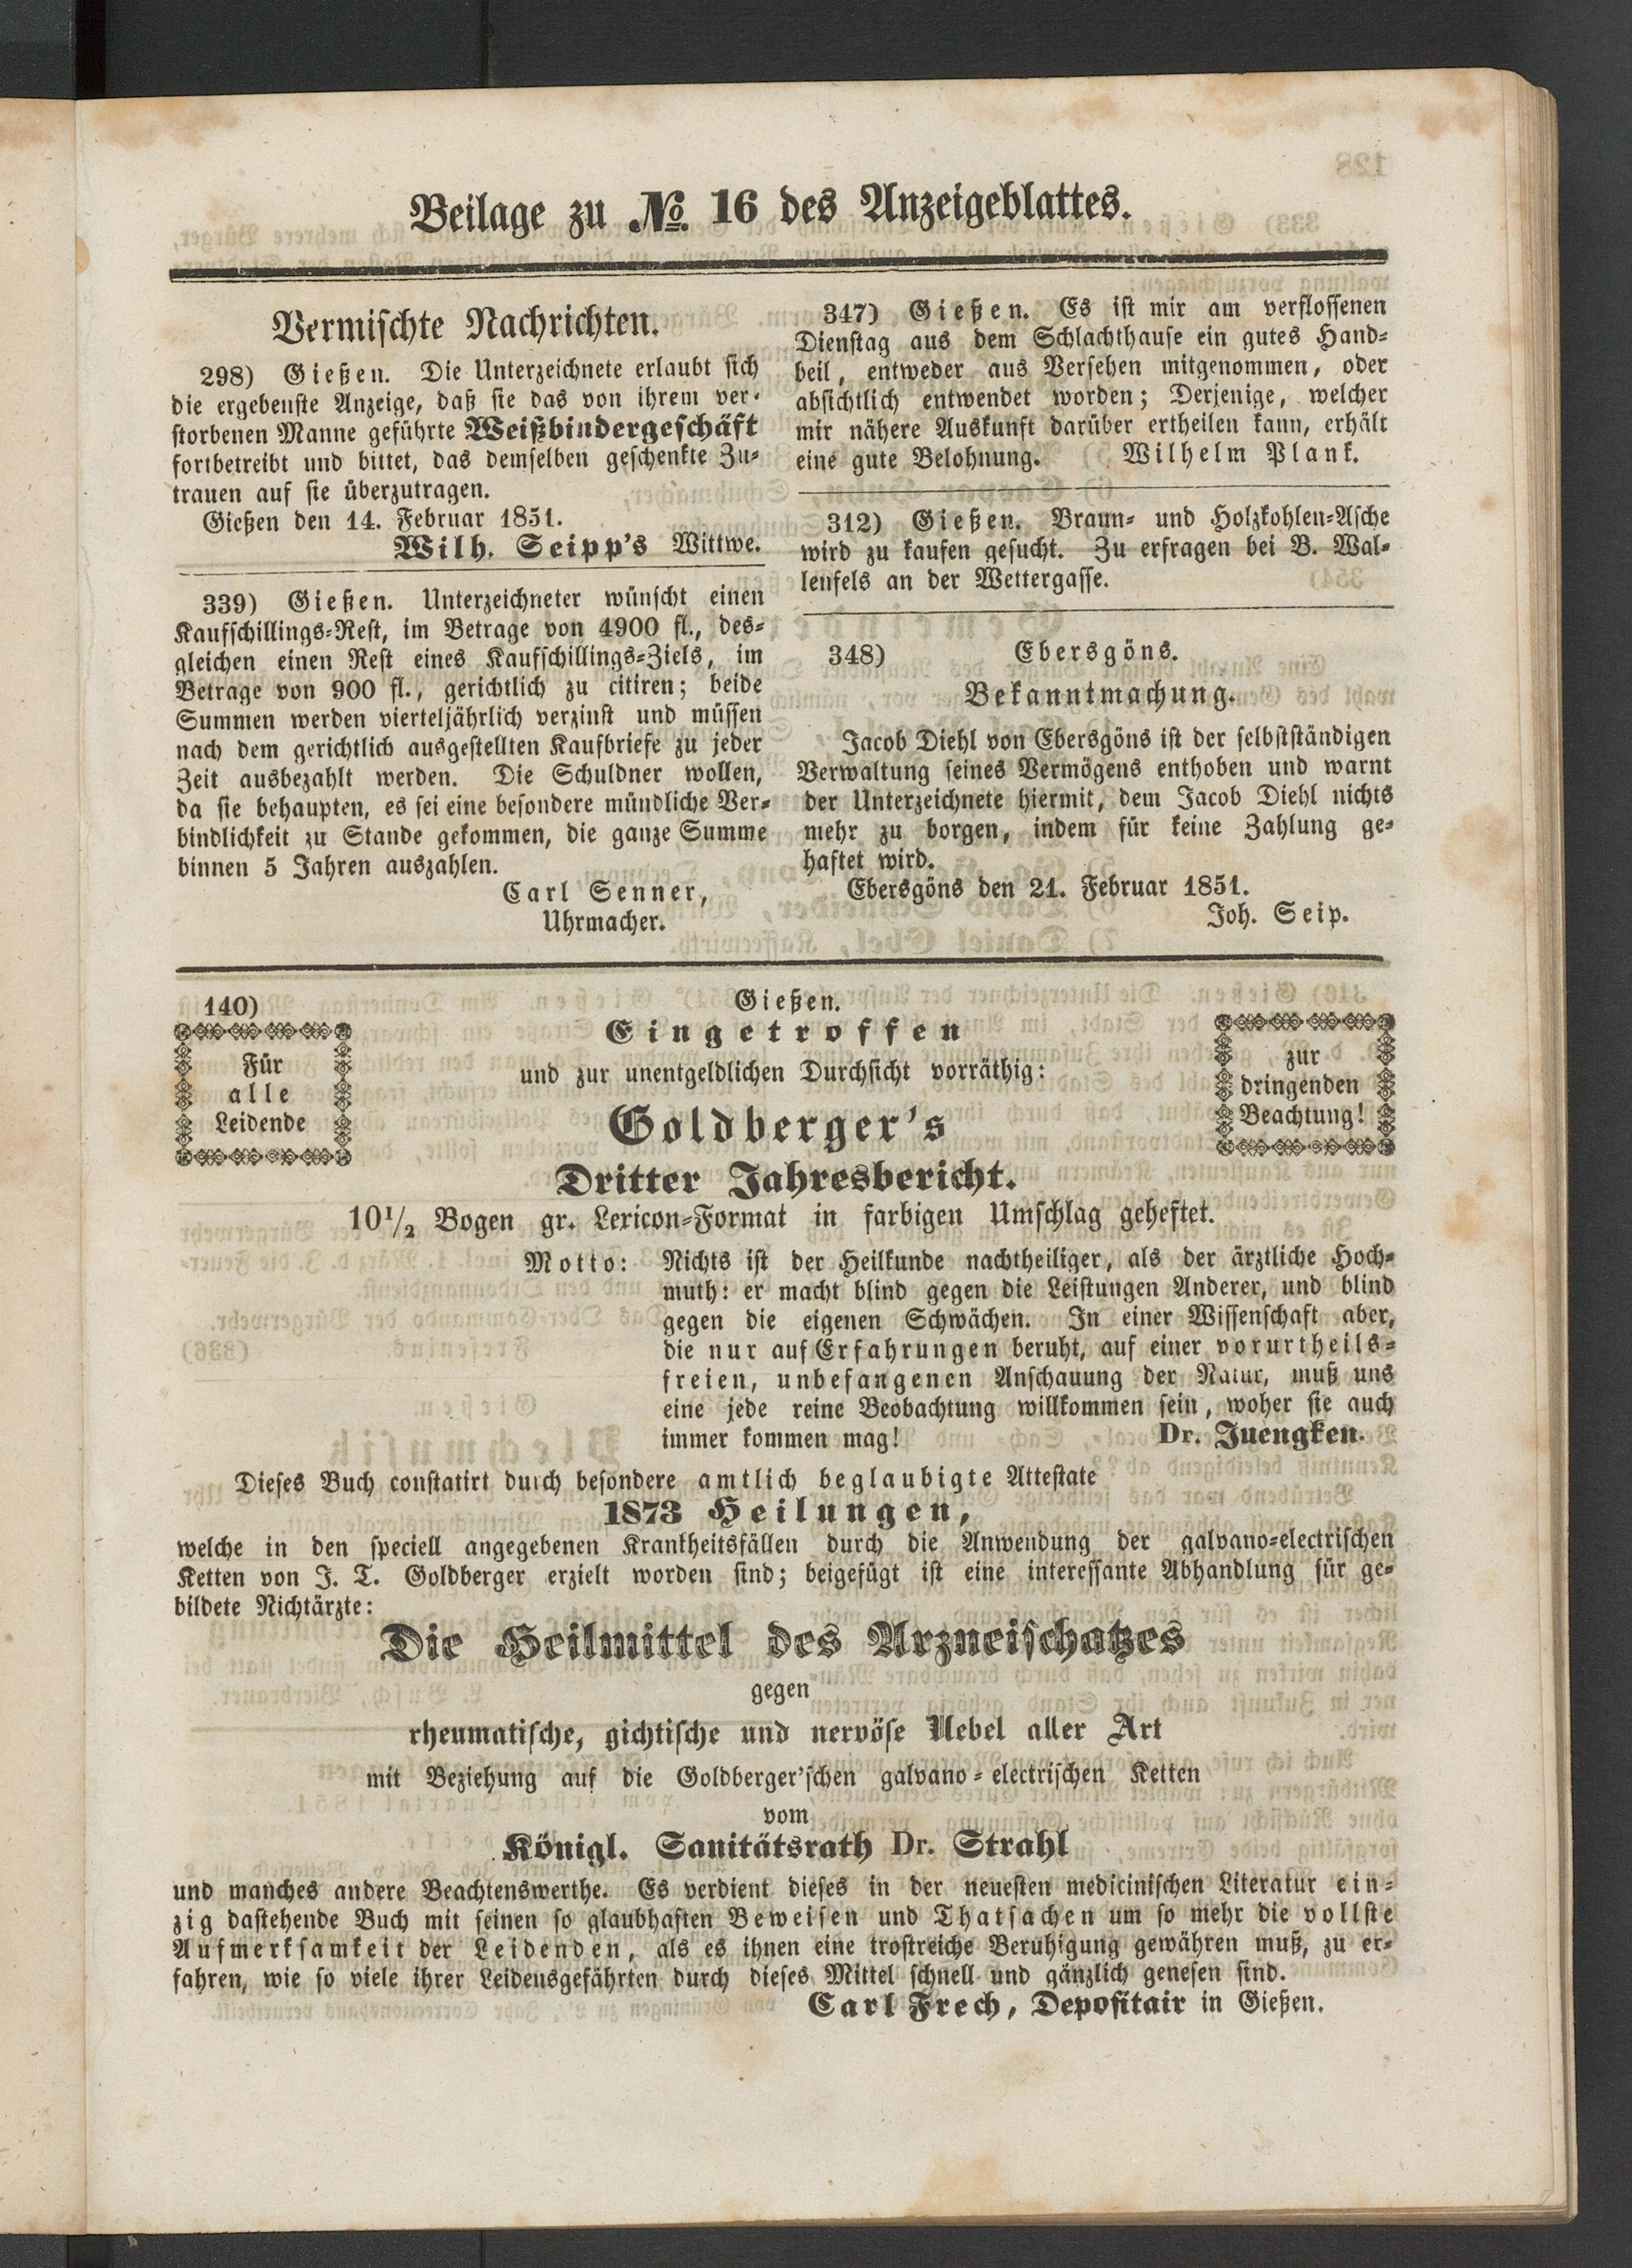 Beilage zu № 16 des Anzeigeblattes.
Vermischte Nachrichten.
298) Gießen. Die Unterzeichnete erlaubt sich
die ergebenste Anzeige, daß sie das von ihrem ver-
storbenen Manne geführte Weißbindergeschäft
fortbetreibt und bittet, das demselben geschenkte Zu-
trauen auf sie überzutragen.
Gießen den 14. Februar 1851.
Wilh. Seipp's Wittwe.
339) Gießen. Unterzeichneter wünscht einen
Kaufschillings-Rest, im Betrage von 4900 fl., des-
gleichen einen Rest eines Kaufschillings-Ziels, im
Betrage von 900 fl., gerichtlich zu citiren; beide
Summen werden vierteljährlich verzinst und müssen
nach dem gerichtlich ausgestellten Kaufbriefe zu jeder
Zeit ausbezahlt werden. Die Schuldner wollen,
da sie behaupten, es sei eine besondere mündliche Ver-
bindlichkeit zu Stande gekommen, die ganze Summe
binnen 5 Jahren auszahlen.
Carl Senner,
Uhrmacher.
347) Gießen. Es ist mir am verflossenen
Dienstag aus dem Schlachthause ein gutes Hand-
beil, entweder aus Versehen mitgenommen, oder
absichtlich entwendet worden; Derjenige, welcher
mir nähere Auskunft darüber ertheilen kann, erhält
eine gute Belohnung. Wilhelm Plank.
312) Gießen. Braun- und Holzkohlen-Asche
wird zu kaufen gesucht. Zu erfragen bei B. Wal-
lenfels an der Wettergasse.
348) Ebersgöns.
Bekanntmachung.
Jacob Diehl von Ebersgöns ist der selbstständigen
Verwaltung seines Vermögens enthoben und warnt
der Unterzeichnete hiermit, dem Jacob Diehl nichts
mehr zu borgen, indem für keine Zahlung ge-
haftet wird.
Ebersgöns den 21. Februar 1851.
Joh. Seip.
140) Gießen.
Für
alle
Leidende
Eingetroffen
und zur unentgeldlichen Durchsicht vorräthig:
Goldberger's
zur
dringenden
Beachtung!
Dritter Jahresbericht.
10 1/2 Bogen gr. Lexicon-Format in farbigen Umschlag geheftet.
Motto: Nichts ist der Heilkunde nachtheiliger, als der ärztliche Hoch-
muth: er macht blind gegen die Leistungen Anderer, und blind
gegen die eigenen Schwächen. In einer Wissenschaft aber,
die nur auf Erfahrungen beruht, auf einer vorurtheils-
freien, unbefangenen Anschauung der Natur, muß uns
eine jede reine Beobachtung willkommen sein, woher sie auch
immer kommen mag! Dr. Juengken.
Dieses Buch constatirt durch besondere amtlich beglaubigte Attestate
1873 Heilungen,
welche in den speciell angegebenen Krankheitsfällen durch die Anwendung der galvano-electrischen
Ketten von J. T. Goldberger erzielt worden sind; beigefügt ist eine interessante Abhandlung für ge-
bildete Nichtärzte:
Die Heilmittel des Arzneischatzes
gegen
rheumatische, gichtische und nervöse Uebel aller Art
mit Beziehung auf die Goldberger'schen galvano-electrischen Ketten
vom
Königl. Sanitätsrath Dr. Strahl
und manches andere Beachtenswerthe. Es verdient dieses in der neuesten medicinischen Literatur ein-
zig dastehende Buch mit seinen so glaubhaften Beweisen und Thatsachen um so mehr die vollste
Aufmerksamkeit der Leidenden, als es ihnen eine trostreiche Beruhigung gewähren muß, zu er-
fahren, wie so viele ihrer Leidensgefährten durch dieses Mittel schnell und gänzlich genesen sind.
Carl Frech, Depositair in Gießen.